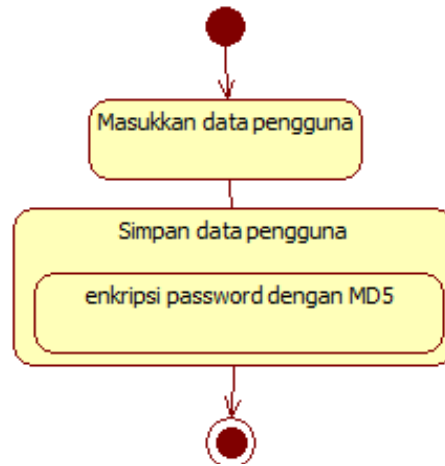 Masukkan data pengguna
Simpan data pengguna
enkripsi password dengan MD5